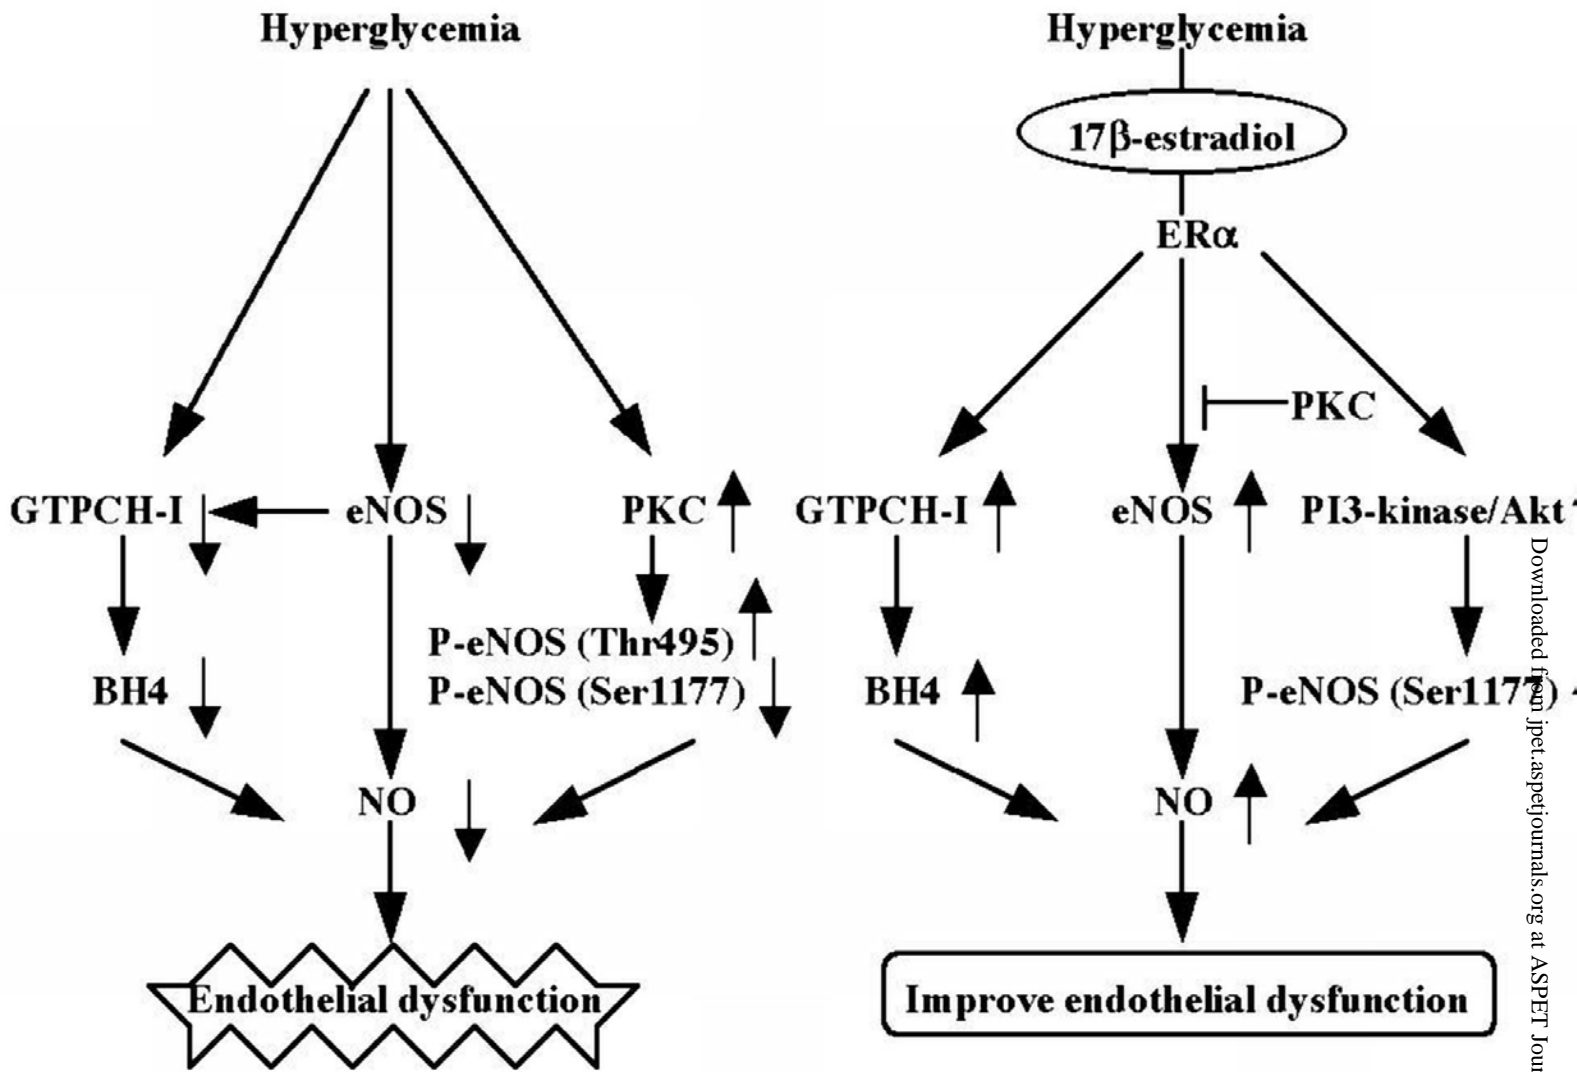 Hyperglycemia
GTPCH-I
eNOS
PKC
P-eNOS (Thr495)
BH4
P-eNOS (Ser1177)
NO
Endothelial dysfunction
Hyperglycemia
17β-estradiol
ERα
PKC
GTPCH-I
eNOS
PI3-kinase/Akt
BH4
P-eNOS (Ser1177)
NO
Improve endothelial dysfunction
Downloaded from jpet.aspetjournals.org at ASPET Jour